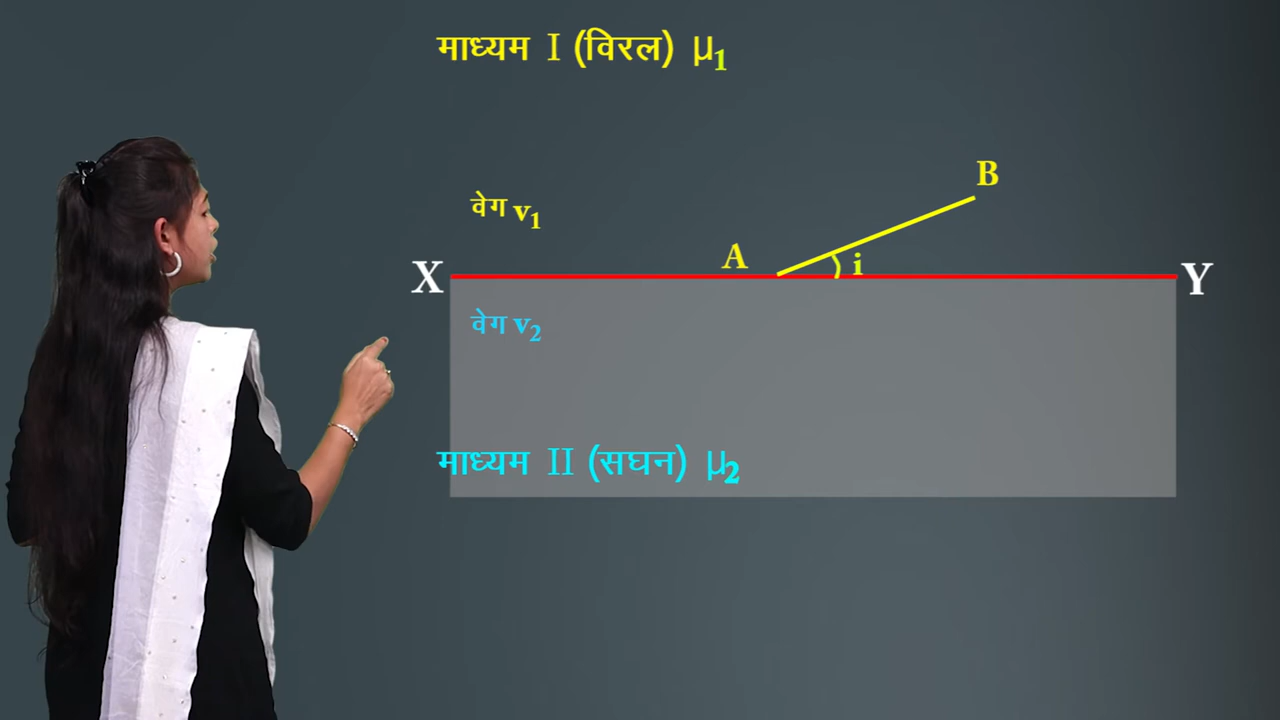 माध्यम I (विरल) μ₁
B
वेग v₁
A
i
X
Y
वेग v₂
माध्यम II (सघन) μ₂